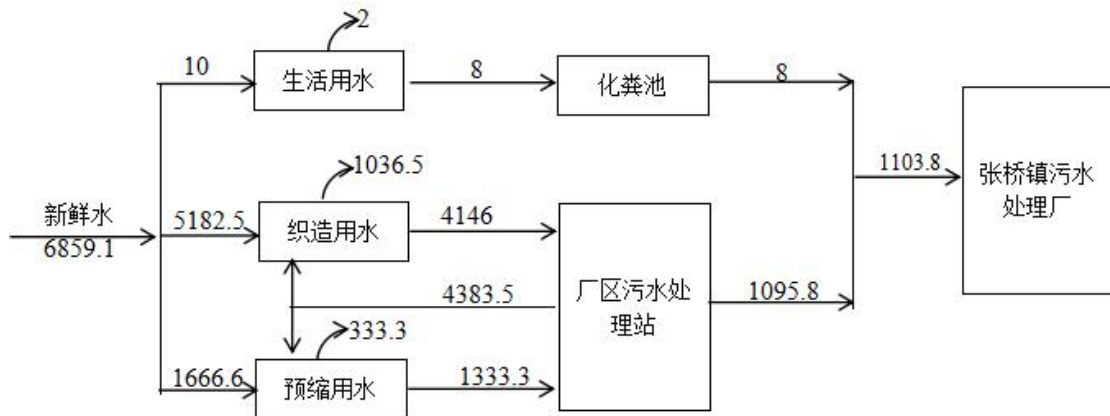 2
10
生活用水
8
化粪池
8
1036.5
1103.8
张桥镇污水
处理厂
新鲜水
6859.1
5182.5
织造用水
4146
厂区污水处
理站
4383.5
1095.8
333.3
1666.6
预缩用水
1333.3